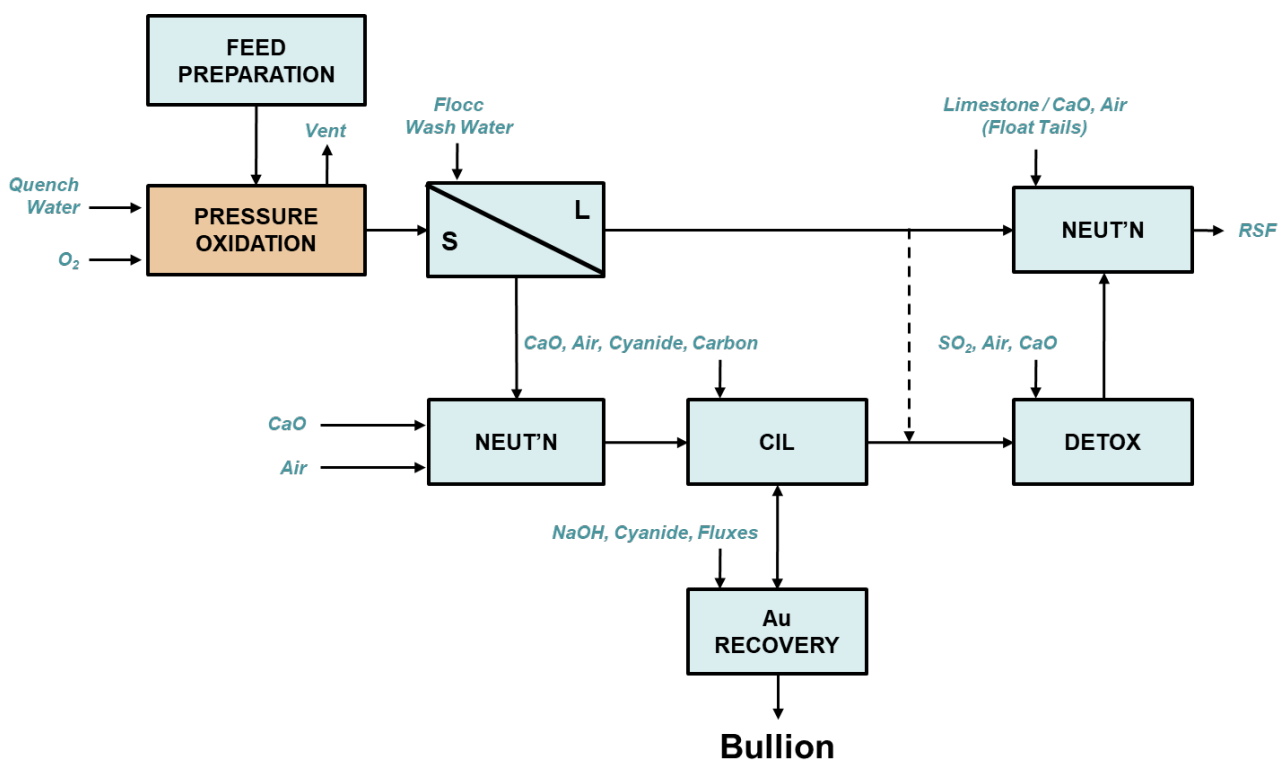 FEED
PREPARATION
Vent
Flocc
Wash Water
Limestone / CaO, Air
(Float Tails)
Quench
Water
O₂
PRESSURE
OXIDATION
S
L
NEUT'N
RSF
CaO, Air, Cyanide, Carbon
SO₂, Air, CaO
CaO
Air
NEUT'N
CIL
DETOX
NaOH, Cyanide, Fluxes
Au
RECOVERY
Bullion